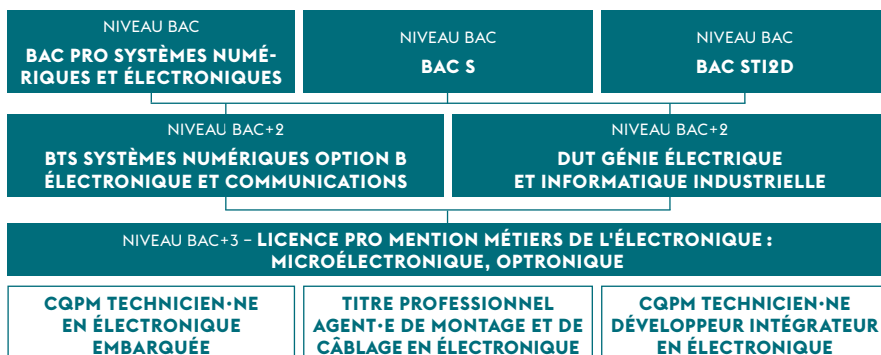 NIVEAU BAC
BAC PRO SYSTÈMES NUMÉ-
RIQUES ET ÉLECTRONIQUES
NIVEAU BAC
BAC S
NIVEAU BAC
BAC STI2D
NIVEAU BAC+2
BTS SYSTÈMES NUMÉRIQUES OPTION B
ÉLECTRONIQUE ET COMMUNICATIONS
NIVEAU BAC+2
DUT GÉNIE ÉLECTRIQUE
ET INFORMATIQUE INDUSTRIELLE
NIVEAU BAC+3 – LICENCE PRO MENTION MÉTIERS DE L'ÉLECTRONIQUE :
MICROÉLECTRONIQUE, OPTRONIQUE
CQPM TECHNICIEN·NE
EN ÉLECTRONIQUE
EMBARQUÉE
TITRE PROFESSIONNEL
AGENT·E DE MONTAGE ET DE
CÂBLAGE EN ÉLECTRONIQUE
CQPM TECHNICIEN·NE
DÉVELOPPEUR INTÉGRATEUR
EN ÉLECTRONIQUE